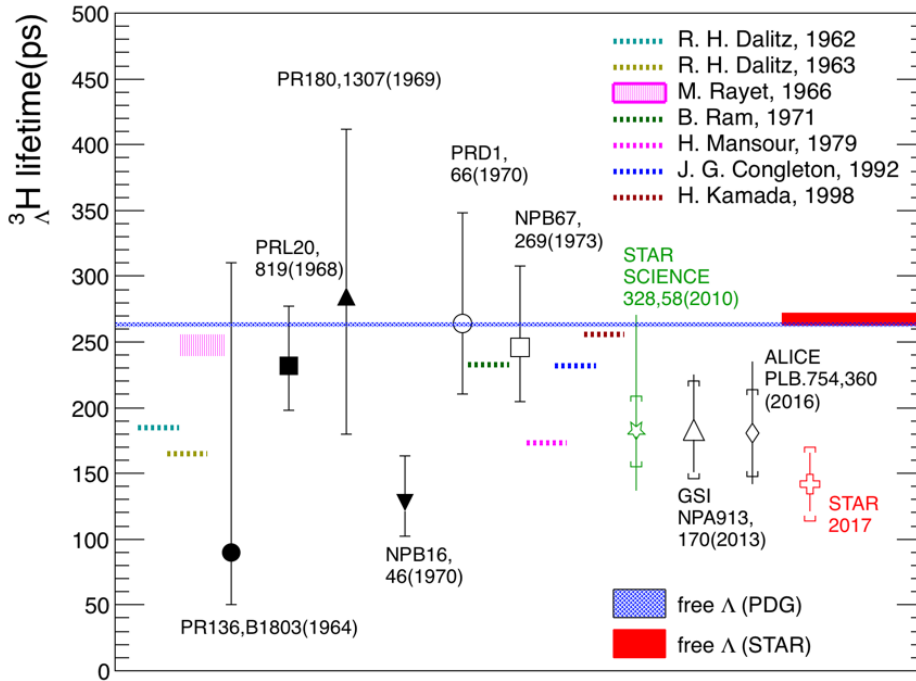 ³ΛH lifetime(ps)
500
450
400
350
300
250
200
150
100
50
0
R. H. Dalitz, 1962
R. H. Dalitz, 1963
M. Rayet, 1966
B. Ram, 1971
H. Mansour, 1979
J. G. Congleton, 1992
H. Kamada, 1998
PR180,1307(1969)
PRD1,
66(1970)
NPB67,
269(1973)
PRL20,
819(1968)
STAR
SCIENCE
328,58(2010)
ALICE
PLB.754,360
(2016)
GSI
NPA913,
170(2013)
STAR
2017
NPB16,
46(1970)
PR136,B1803(1964)
free Λ (PDG)
free Λ (STAR)